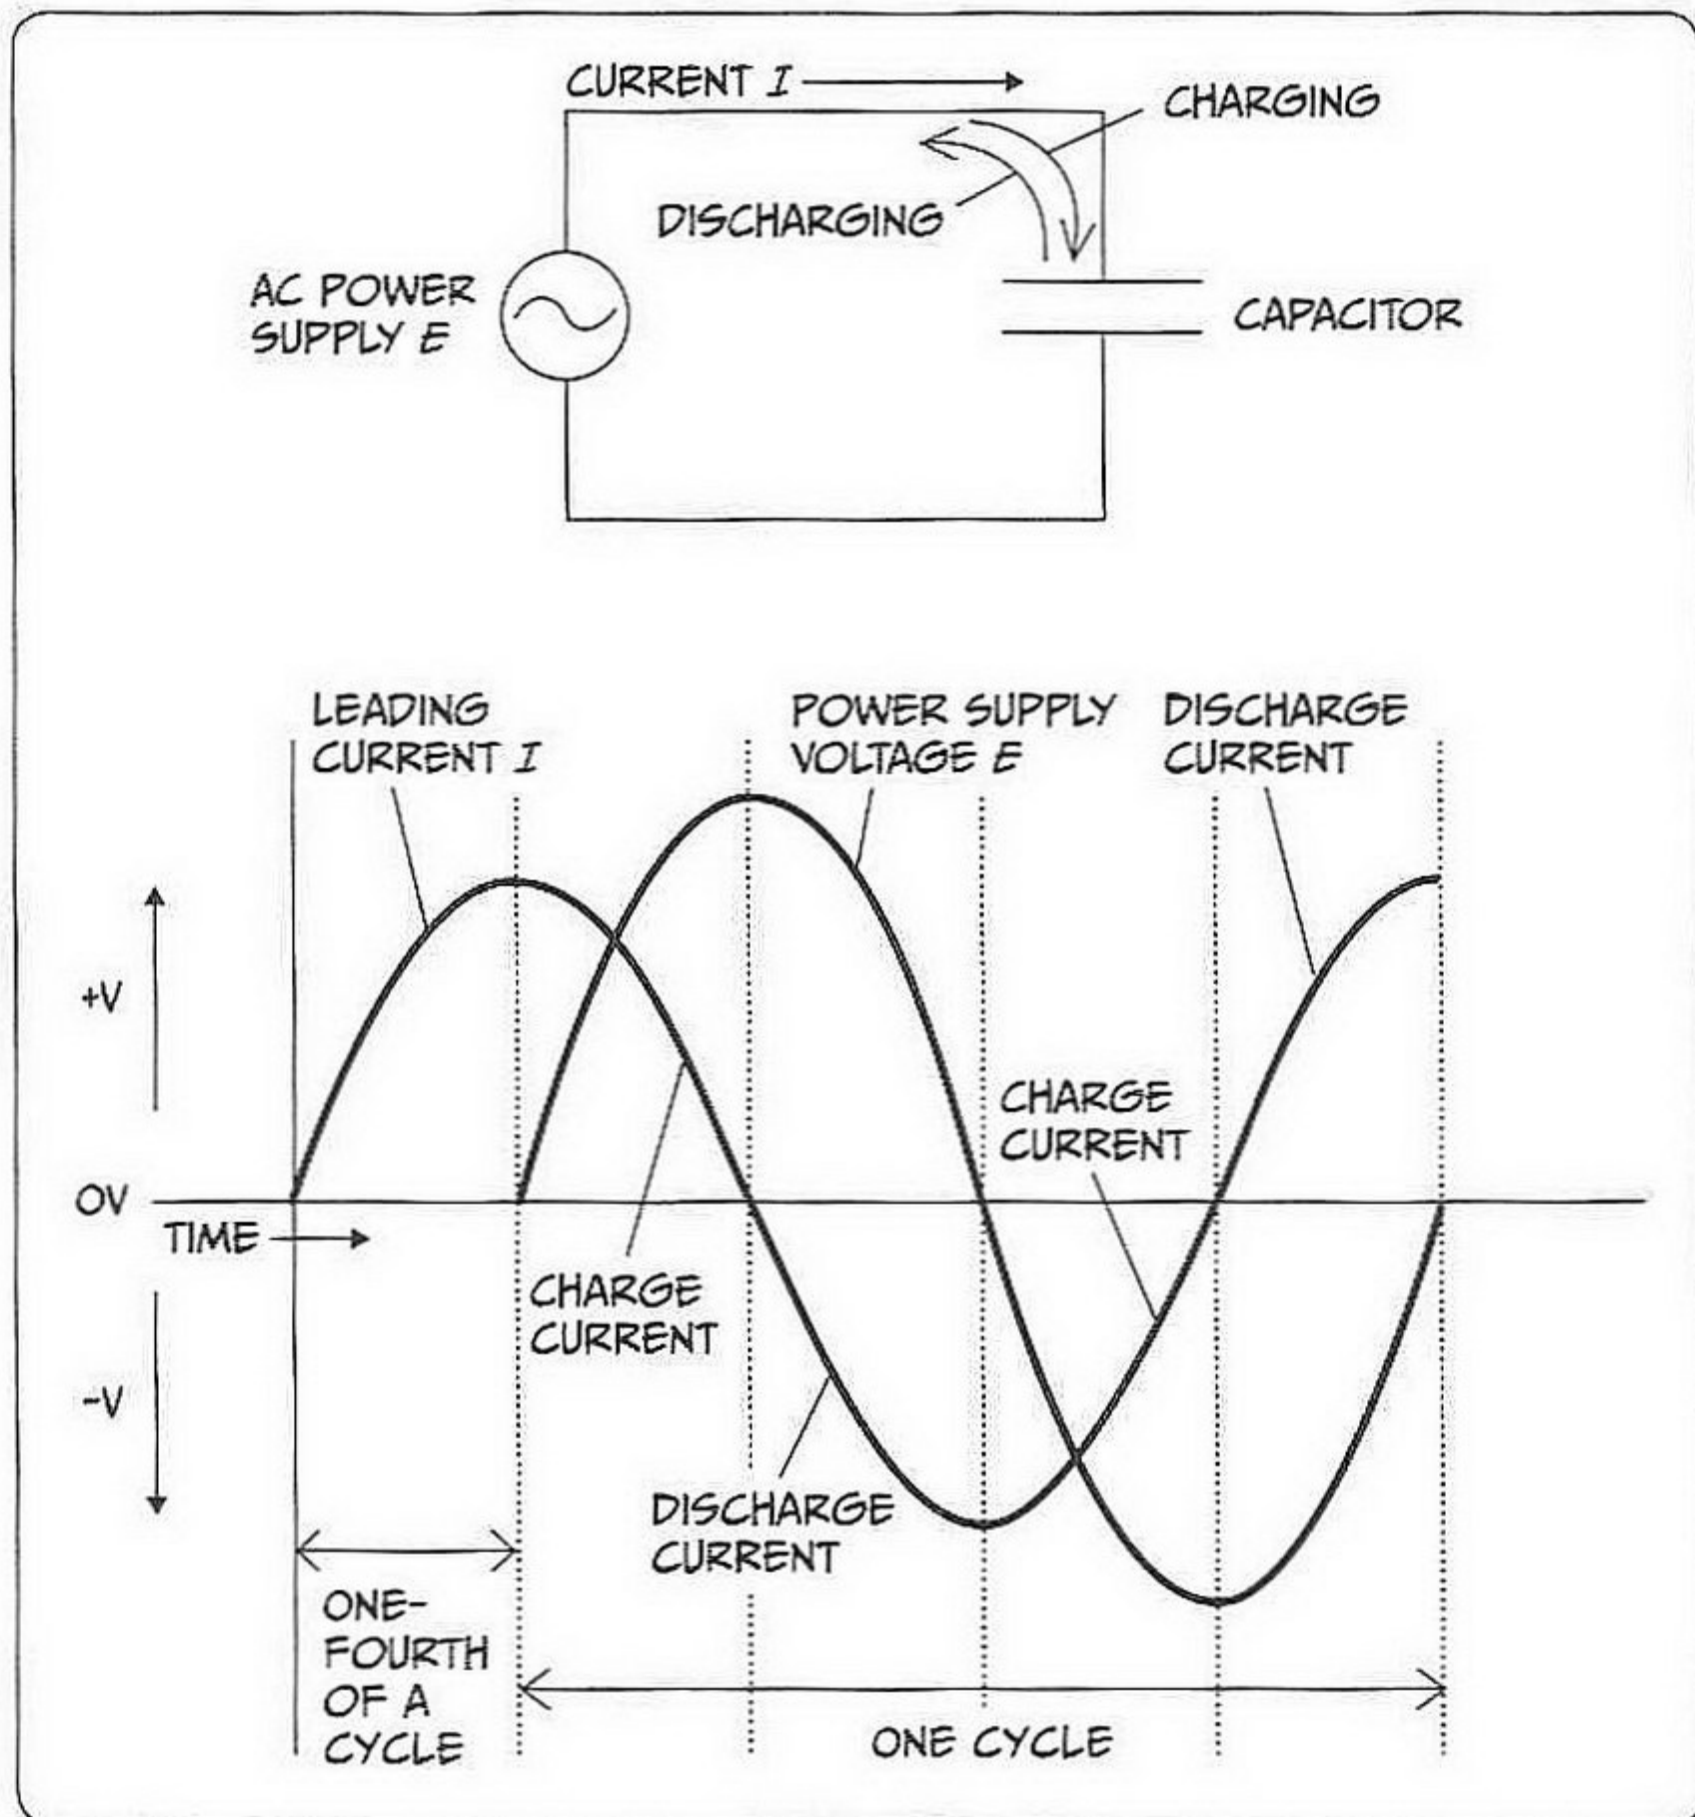 CURRENT I
CHARGING
DISCHARGING
AC POWER
SUPPLY E
CAPACITOR
LEADING
CURRENT I
POWER SUPPLY
VOLTAGE E
DISCHARGE
CURRENT
+V
0V
TIME
-V
CHARGE
CURRENT
CHARGE
CURRENT
DISCHARGE
CURRENT
ONE-
FOURTH
OF A
CYCLE
ONE CYCLE